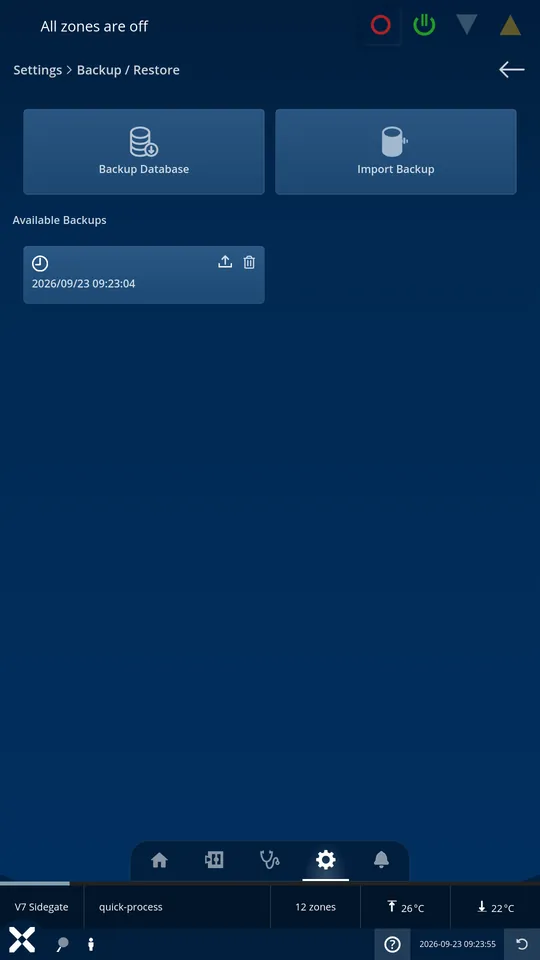 All zones are off
Settings > Backup / Restore
Backup Database
Import Backup
Available Backups
2026/09/23 09:23:04
V7 Sidegate
quick-process
12 zones
26°C
22°C
2026-09-23 09:23:55